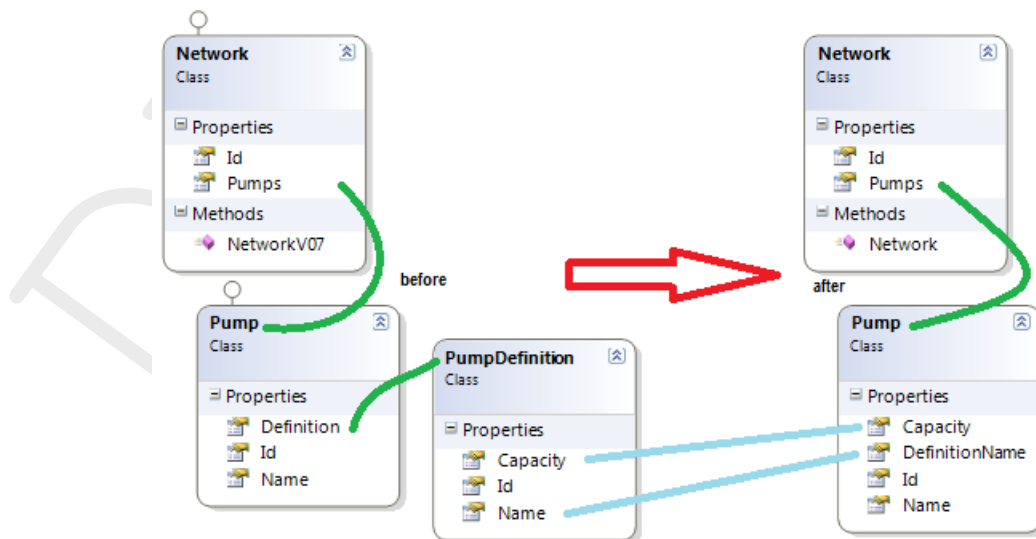 Network
Class
Properties
Id
Pumps
Methods
NetworkV07
before
Pump
Class
Properties
Definition
Id
Name
PumpDefinition
Class
Properties
Capacity
Id
Name
Network
Class
Properties
Id
Pumps
Methods
Network
after
Pump
Class
Properties
Capacity
DefinitionName
Id
Name